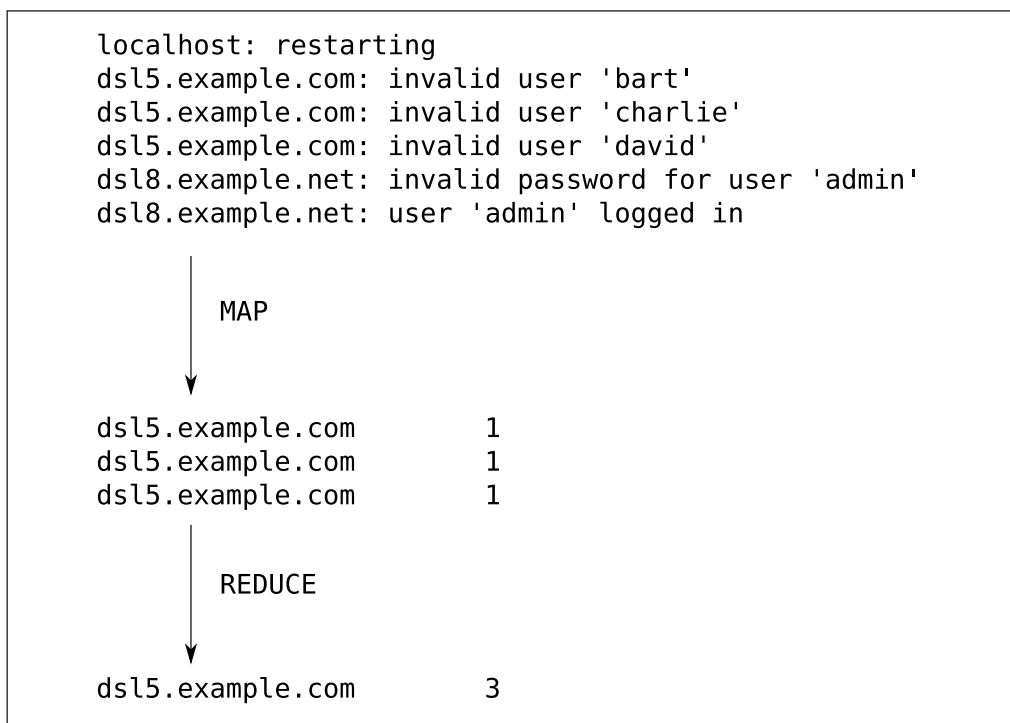 localhost: restarting
dsl5.example.com: invalid user 'bart'
dsl5.example.com: invalid user 'charlie'
dsl5.example.com: invalid user 'david'
dsl8.example.net: invalid password for user 'admin'
dsl8.example.net: user 'admin' logged in
MAP
dsl5.example.com 1
dsl5.example.com 1
dsl5.example.com 1
REDUCE
dsl5.example.com 3